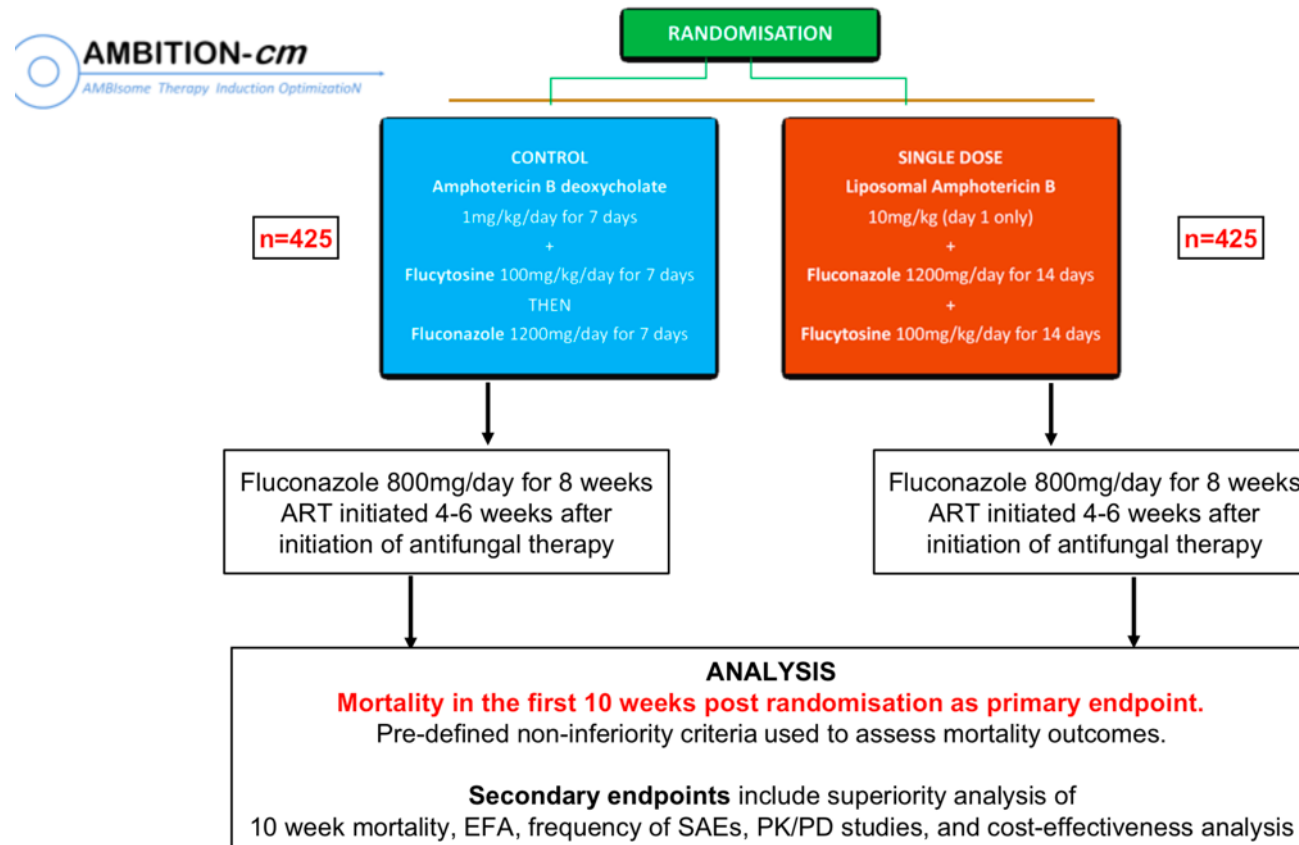 AMBITION-cm
AMBIsome Therapy Induction OptimizatioN
RANDOMISATION
n=425
CONTROL
Amphotericin B deoxycholate
1mg/kg/day for 7 days
+
Flucytosine 100mg/kg/day for 7 days
THEN
Fluconazole 1200mg/day for 7 days
SINGLE DOSE
Liposomal Amphotericin B
10mg/kg (day 1 only)
+
Fluconazole 1200mg/day for 14 days
+
Flucytosine 100mg/kg/day for 14 days
n=425
Fluconazole 800mg/day for 8 weeks
ART initiated 4-6 weeks after
initiation of antifungal therapy
Fluconazole 800mg/day for 8 weeks
ART initiated 4-6 weeks after
initiation of antifungal therapy
ANALYSIS
Mortality in the first 10 weeks post randomisation as primary endpoint.
Pre-defined non-inferiority criteria used to assess mortality outcomes.
Secondary endpoints include superiority analysis of
10 week mortality, EFA, frequency of SAEs, PK/PD studies, and cost-effectiveness analysis